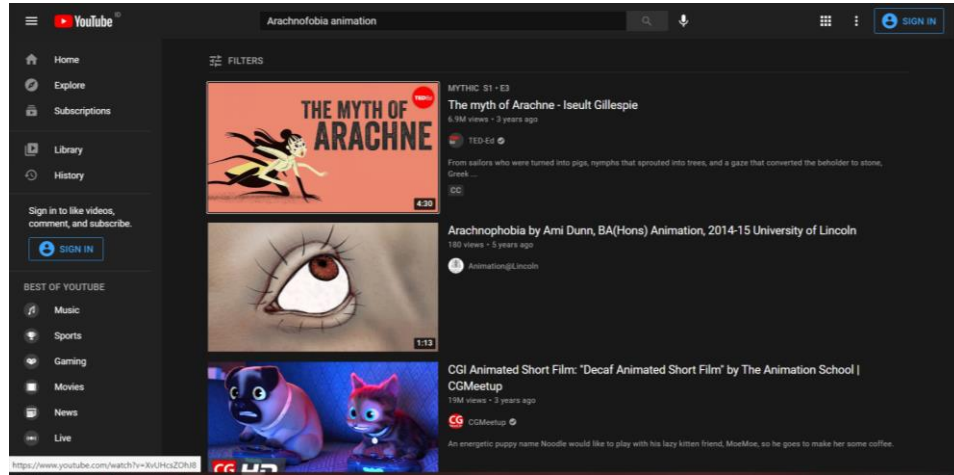 YouTube ID
Arachnofobia animation
SIGN IN
Home
Explore
Subscriptions
Library
History
Sign in to like videos,
comment, and subscribe.
SIGN IN
BEST OF YOUTUBE
Music
Sports
Gaming
Movies
News
Live
https://www.youtube.com/watch?v=XvUHcsZOhJ8
FILTERS
THE MYTH OF
ARACHNE
TEDEd
4:30
MYTHIC S1 • E3
The myth of Arachne - Iseult Gillespie
6.9M views • 3 years ago
TED-Ed
From sailors who were turned into pigs, nymphs that sprouted into trees, and a gaze that converted the beholder to stone,
Greek ...
CC
1:13
Arachnophobia by Ami Dunn, BA(Hons) Animation, 2014-15 University of Lincoln
180 views • 5 years ago
Animation@Lincoln
CG HD
CGI Animated Short Film: "Decaf Animated Short Film" by The Animation School |
CGMeetup
19M views • 3 years ago
CG
CGMeetup
An energetic puppy name Noodle would like to play with his lazy kitten friend, MoeMoe, so he goes to make her some coffee.